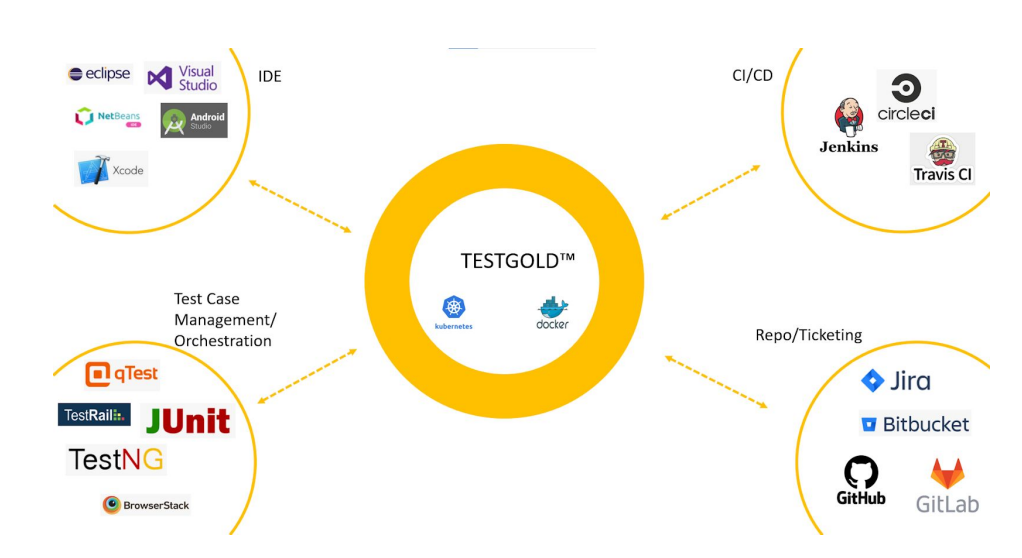 eclipse
Visual
Studio
IDE
NetBeans
IDE
Android
Studio
Xcode
CI/CD
circleci
Jenkins
Travis CI
TESTGOLD™
kubernetes
docker
Test Case
Management/
Orchestration
qTest
TestRail
JUnit
TestNG
BrowserStack
Repo/Ticketing
Jira
Bitbucket
GitHub
GitLab